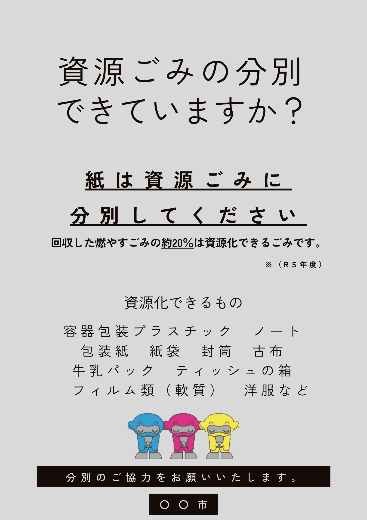 資源ごみの分別
できていますか？
紙は資源ごみに
分別してください
回収した燃やすごみの約20%は資源化できるごみです。
※（R5年度）
資源化できるもの
容器包装プラスチック　ノート
包装紙　紙袋　封筒　古布
牛乳パック　ティッシュの箱
フィルム類（軟質）　洋服など
分別のご協力をお願いいたします。
〇〇市